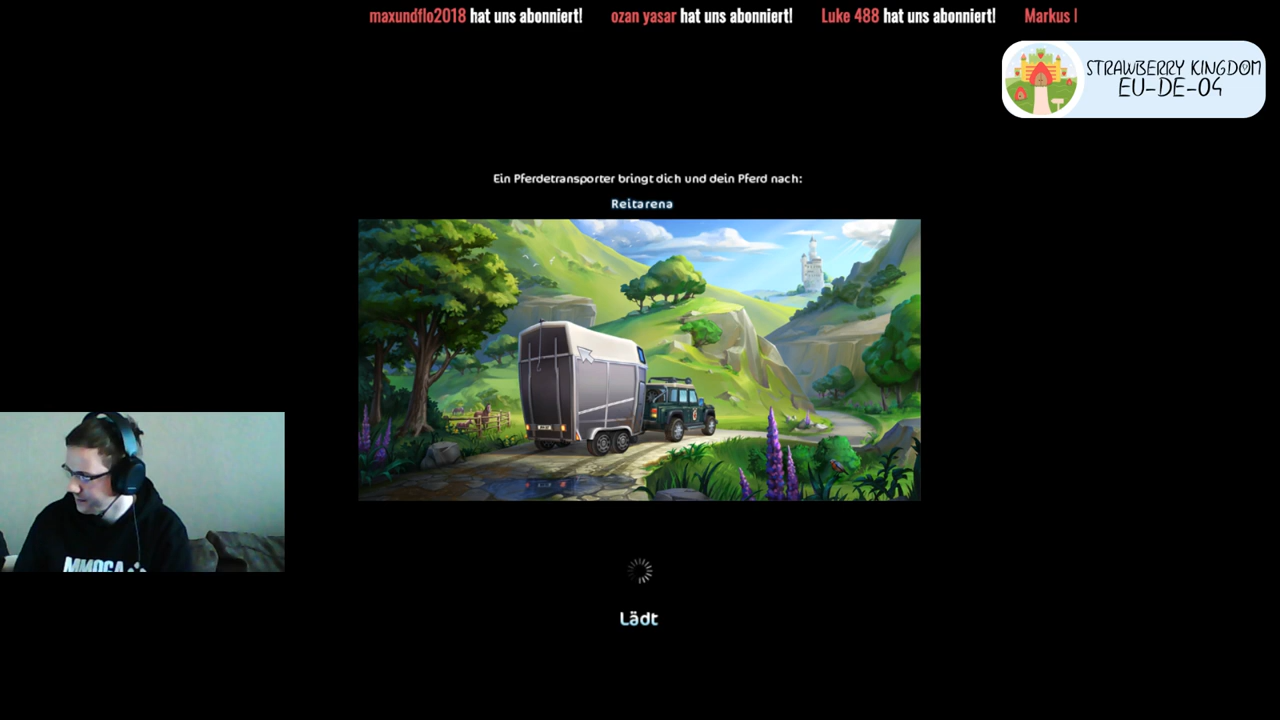 maxundflo2018 hat uns abonniert! ozan yasar hat uns abonniert! Luke 488 hat uns abonniert! Markus
STRAWBERRY KINGDOM
EU-DE-04
Ein Pferdetransporter bringt dich und dein Pferd nach:
Reitarena
MMOGA
Lädt